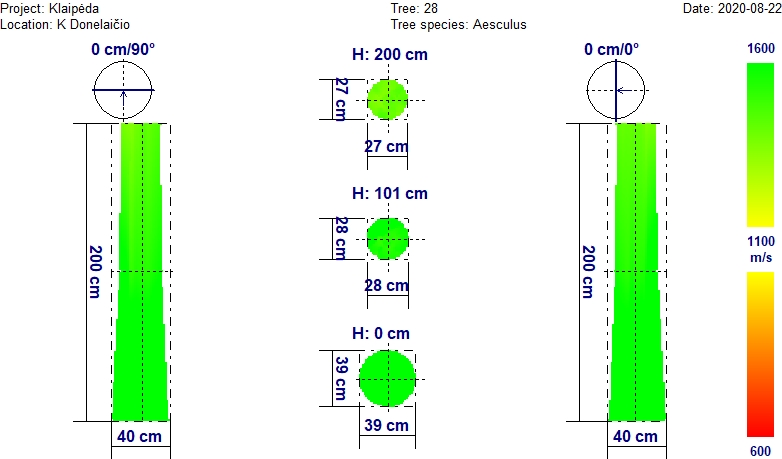 Project: Klaipėda
Tree: 28
Date: 2020-08-22
Location: K Donelaičio
Tree species: Aesculus
0 cm/90°
H: 200 cm
0 cm/0°
1600
27 cm
27 cm
H: 101 cm
28 cm
28 cm
200 cm
200 cm
1100
m/s
H: 0 cm
39 cm
39 cm
40 cm
40 cm
600